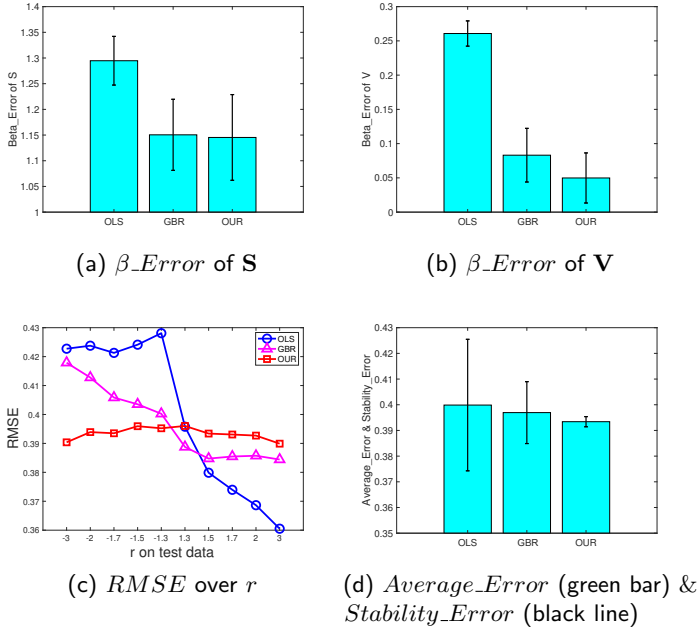 1.4
1.35
1.3
1.25
1.2
1.15
1.1
1.05
1
Beta_Error of S
OLS GBR OUR
(a) β_Error of S
0.3
0.25
0.2
0.15
0.1
0.05
0
Beta_Error of V
OLS GBR OUR
(b) β_Error of V
0.43
0.42
0.41
0.4
0.39
0.38
0.37
0.36
RMSE
OLS
GBR
OUR
-3 -2 -1.7 -1.5 -1.3 1.3 1.5 1.7 2 3
r on test data
(c) RMSE over r
0.43
0.42
0.41
0.4
0.39
0.38
0.37
0.36
0.35
Average_Error & Stability_Error
OLS GBR OUR
(d) Average_Error (green bar) &
Stability_Error (black line)